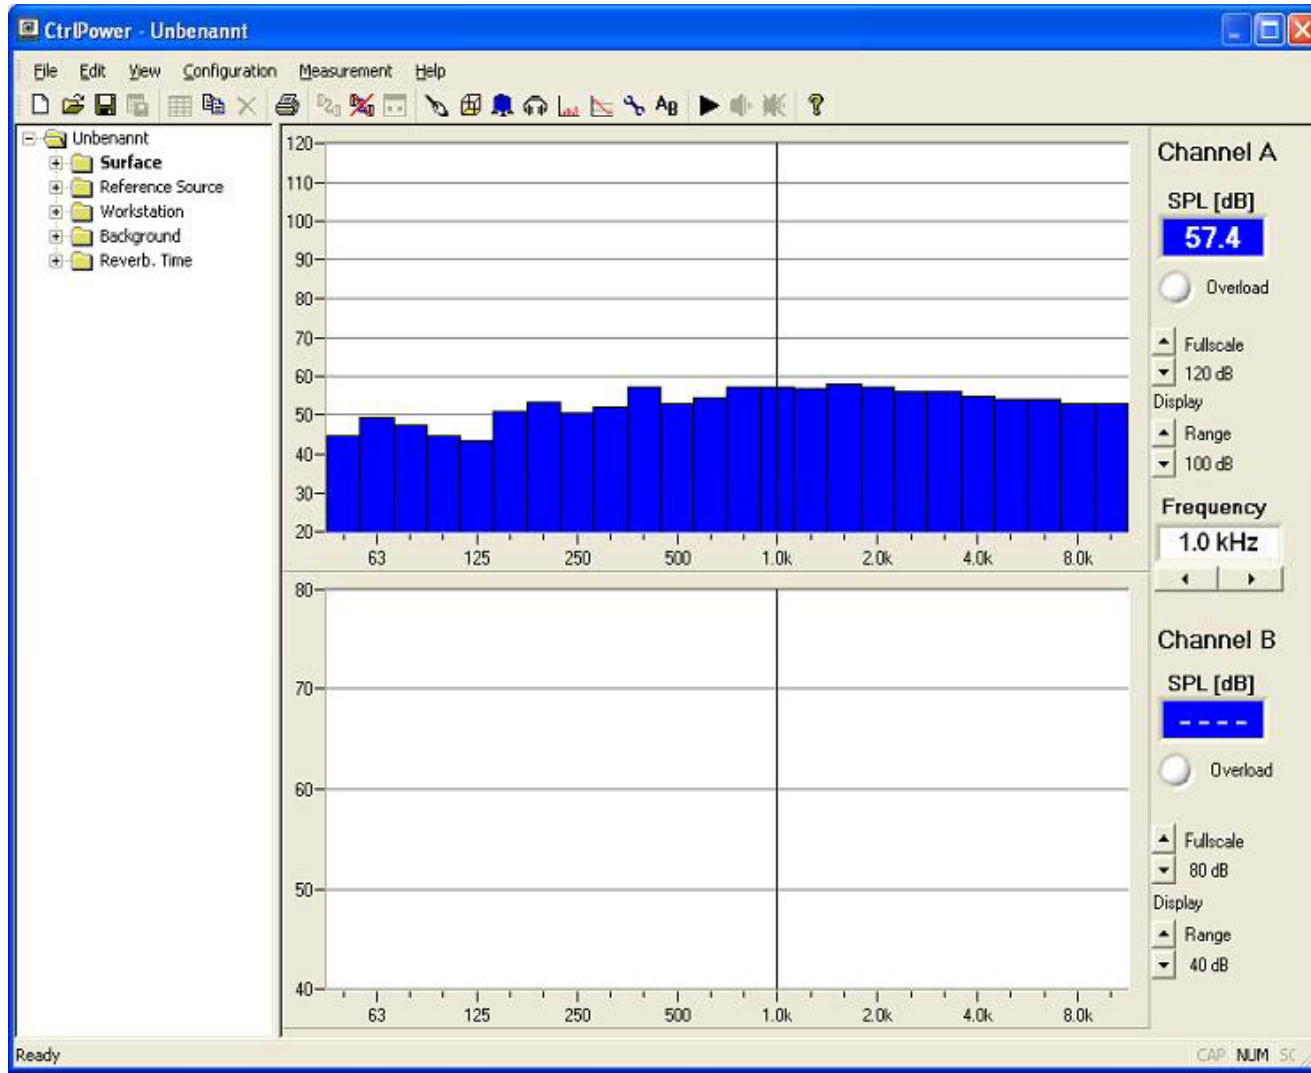 CtrlPower - Unbenannt
File Edit View Configuration Measurement Help
AB
Unbenannt
Surface
Reference Source
Workstation
Background
Reverb. Time
120
110
100
90
80
70
60
50
40
30
20
63 125 250 500 1.0k 2.0k 4.0k 8.0k
80
70
60
50
40
63 125 250 500 1.0k 2.0k 4.0k 8.0k
Channel A
SPL [dB]
57.4
Overload
Fullscale
120 dB
Display
Range
100 dB
Frequency
1.0 kHz
Channel B
SPL [dB]
----
Overload
Fullscale
80 dB
Display
Range
40 dB
Ready
CAP NUM SC